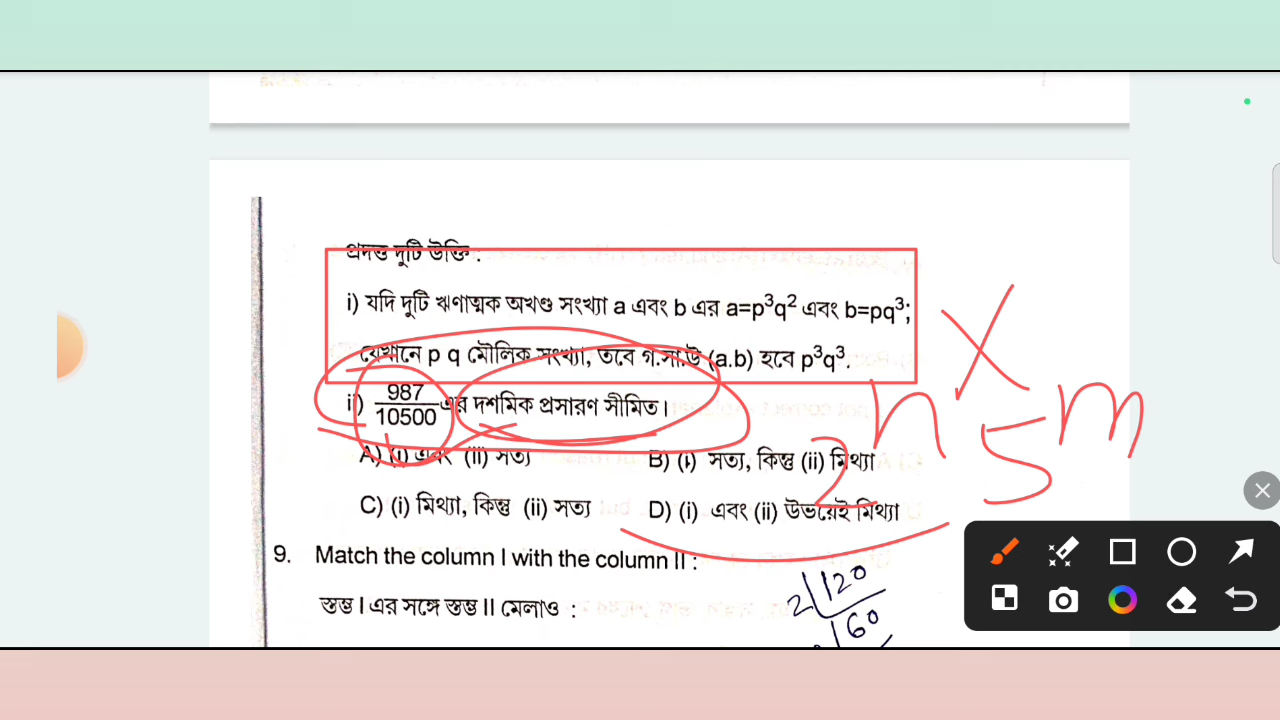 প্রদত্ত দুটি উক্তি :
i) যদি দুটি ঋণাত্মক অখণ্ড সংখ্যা a এবং b এর a=p³q² এবং b=pq³;
যেখানে p q মৌলিক সংখ্যা, তবে গ.সা.উ (a.b) হবে p³q³.
ii) 987/10500 এর দশমিক প্রসারণ সীমিত।
A) (i) এবং (ii) সত্য B) (i) সত্য, কিন্তু (ii) মিথ্যা
C) (i) মিথ্যা, কিন্তু (ii) সত্য D) (i) এবং (ii) উভয়েই মিথ্যা
2ⁿ 5ᵐ
9. Match the column I with the column II :
স্তম্ভ I এর সঙ্গে স্তম্ভ II মেলাও :
2 120
160